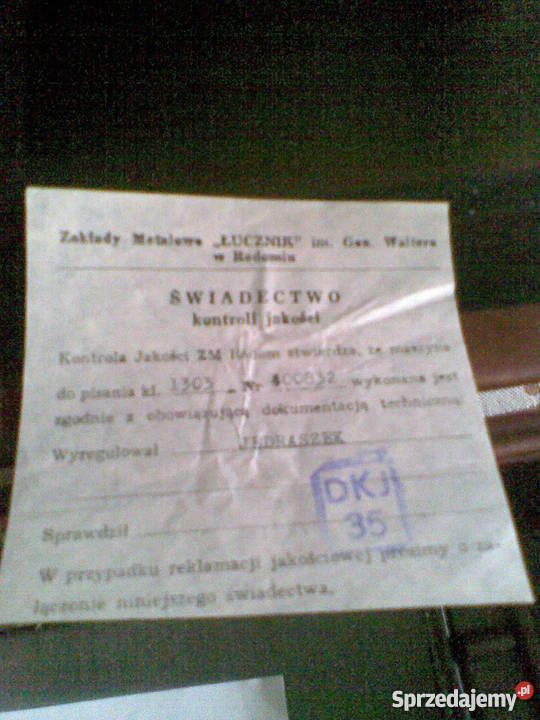 Zakłady Metalowe „ŁUCZNIK” im. Gen. Waltera
w Radomiu
ŚWIADECTWO
kontroli jakości
Kontrola Jakości ZM Radom stwierdza, że maszyna
do pisania kl. 1303 - Nr 400832 wykonana jest
zgodnie z obowiązującą dokumentacją techniczną
Wyregulował JĘDRASZEK
DKJ
35
Sprawdził
W przypadku reklamacji jakościowej prosimy o za-
łączenie niniejszego świadectwa.
Sprzedajemy.pl